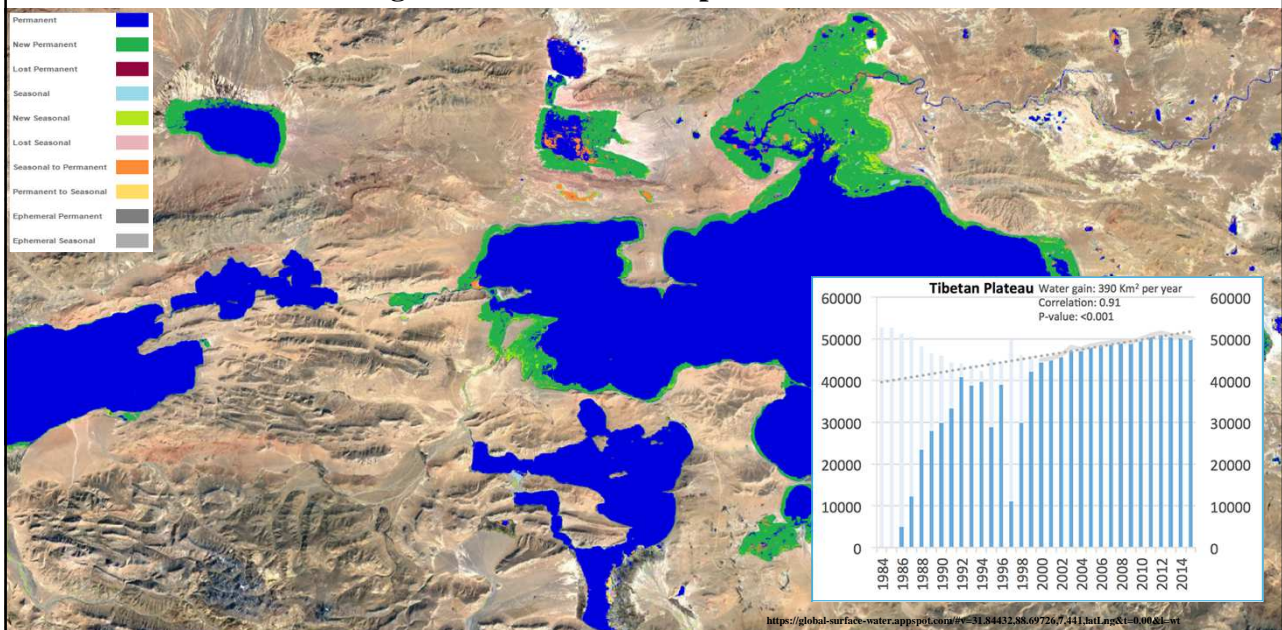 Permanent
New Permanent
Lost Permanent
Seasonal
New Seasonal
Lost Seasonal
Seasonal to Permanent
Permanent to Seasonal
Ephemeral Permanent
Ephemeral Seasonal
Tibetan Plateau Water gain: 390 Km² per year
Correlation: 0.91
P-value: <0.001
60000 60000
50000 50000
40000 40000
30000 30000
20000 20000
10000 10000
0 0
1984 1986 1988 1990 1992 1994 1996 1998 2000 2002 2004 2006 2008 2010 2012 2014
https://global-surface-water.appspot.com/#v=31.84432,88.69726,7.441,latLng&t=0.00&l=wt